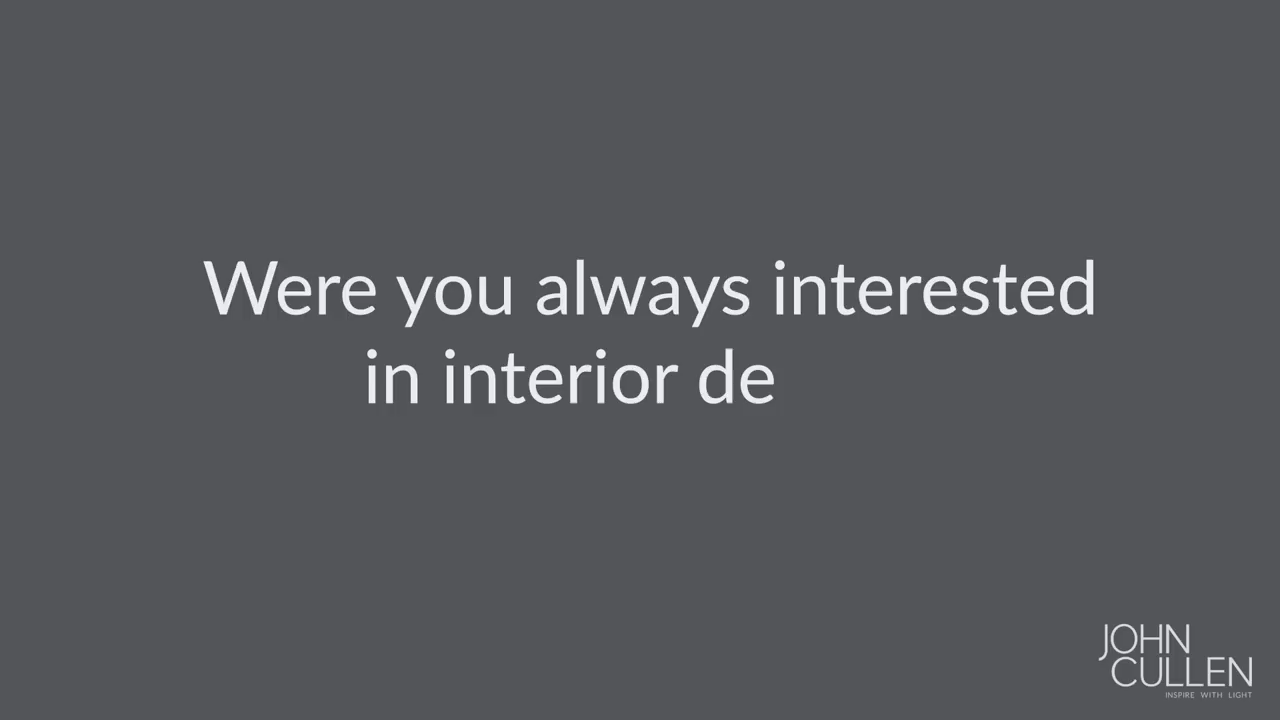 Were you always interested
in interior de
JOHN
CULLEN
INSPIRE WITH LIGHT